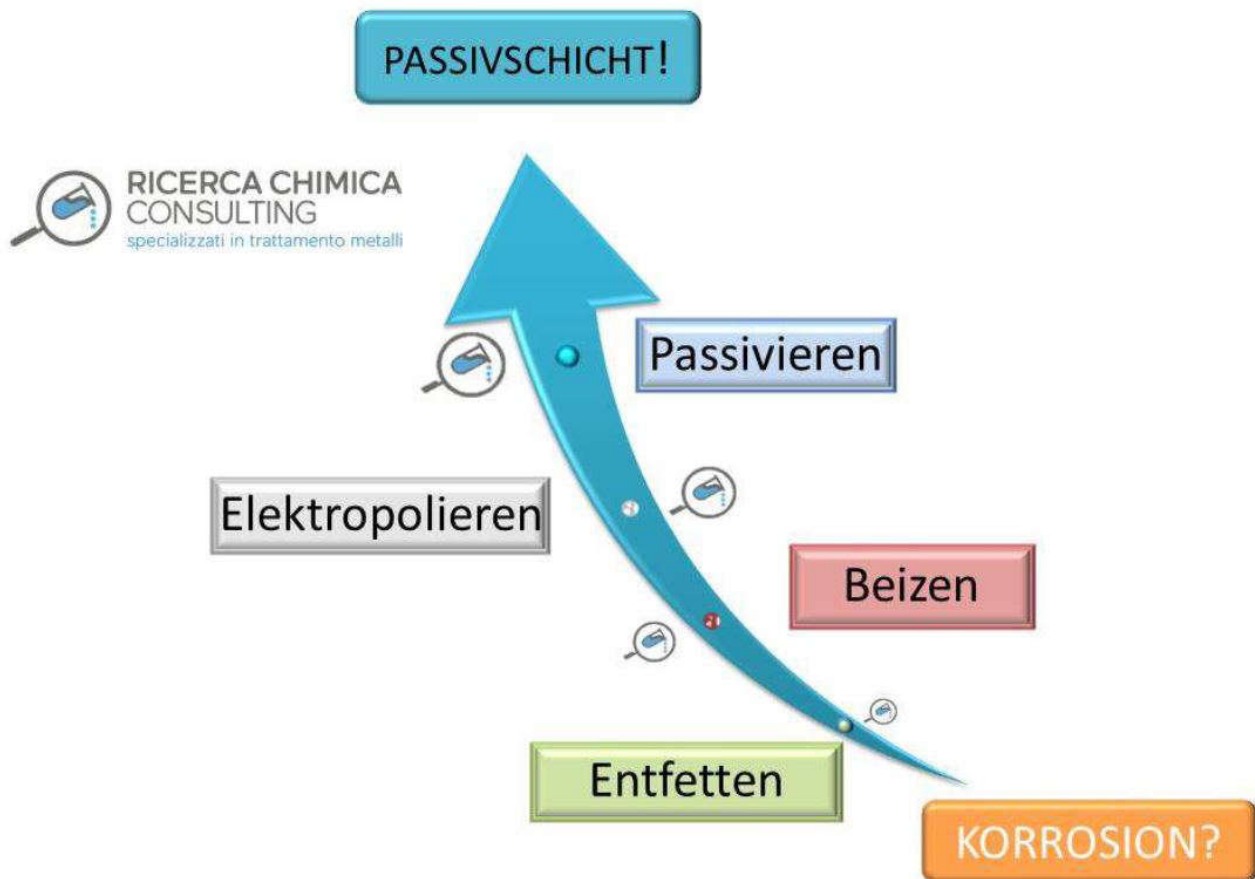 PASSIVSCHICHT!
RICERCA CHIMICA
CONSULTING
specializzati in trattamento metalli
Passivieren
Elektropolieren
Beizen
Entfetten
KORROSION?